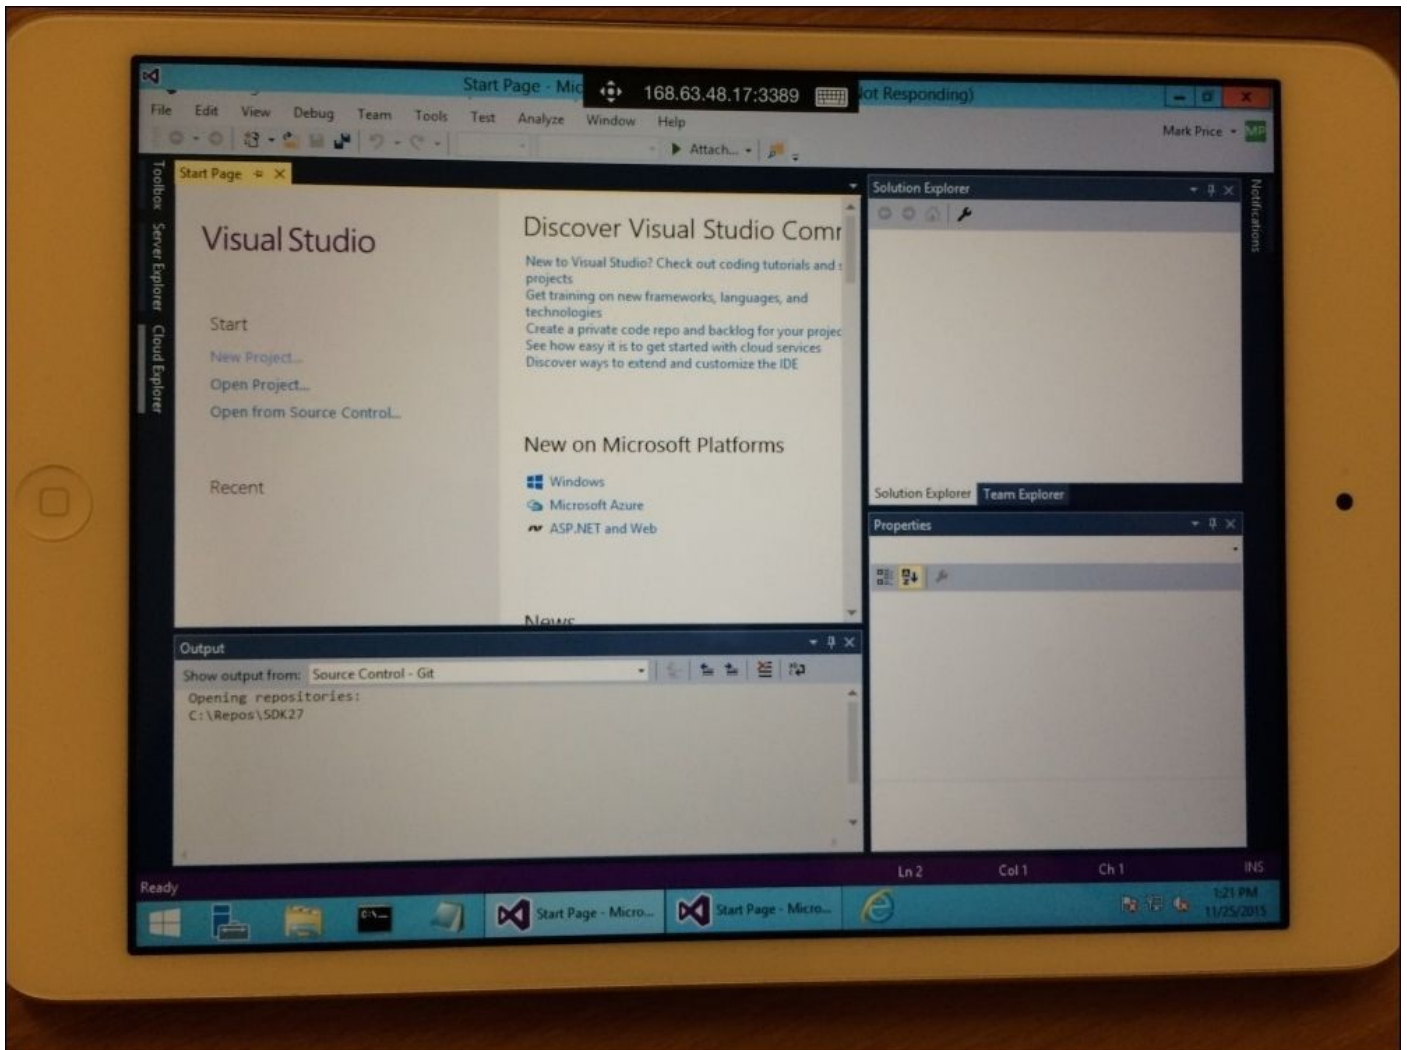 Start Page - Mic
168.63.48.17:3389
ot Responding)
File Edit View Debug Team Tools Test Analyze Window Help
Mark Price
MP
Attach...
Toolbox
Server Explorer
Cloud Explorer
Start Page
Visual Studio
Start
New Project...
Open Project...
Open from Source Control...
Recent
Discover Visual Studio Comm
New to Visual Studio? Check out coding tutorials and s
projects
Get training on new frameworks, languages, and
technologies
Create a private code repo and backlog for your projec
See how easy it is to get started with cloud services
Discover ways to extend and customize the IDE
New on Microsoft Platforms
Windows
Microsoft Azure
ASP.NET and Web
News
Solution Explorer
Notifications
Solution Explorer Team Explorer
Properties
Output
Show output from: Source Control - Git
Opening repositories:
C:\Repos\SDK27
Ln 2 Col 1 Ch 1 INS
Ready
Start Page - Micro...
Start Page - Micro...
1:21 PM
11/25/2015